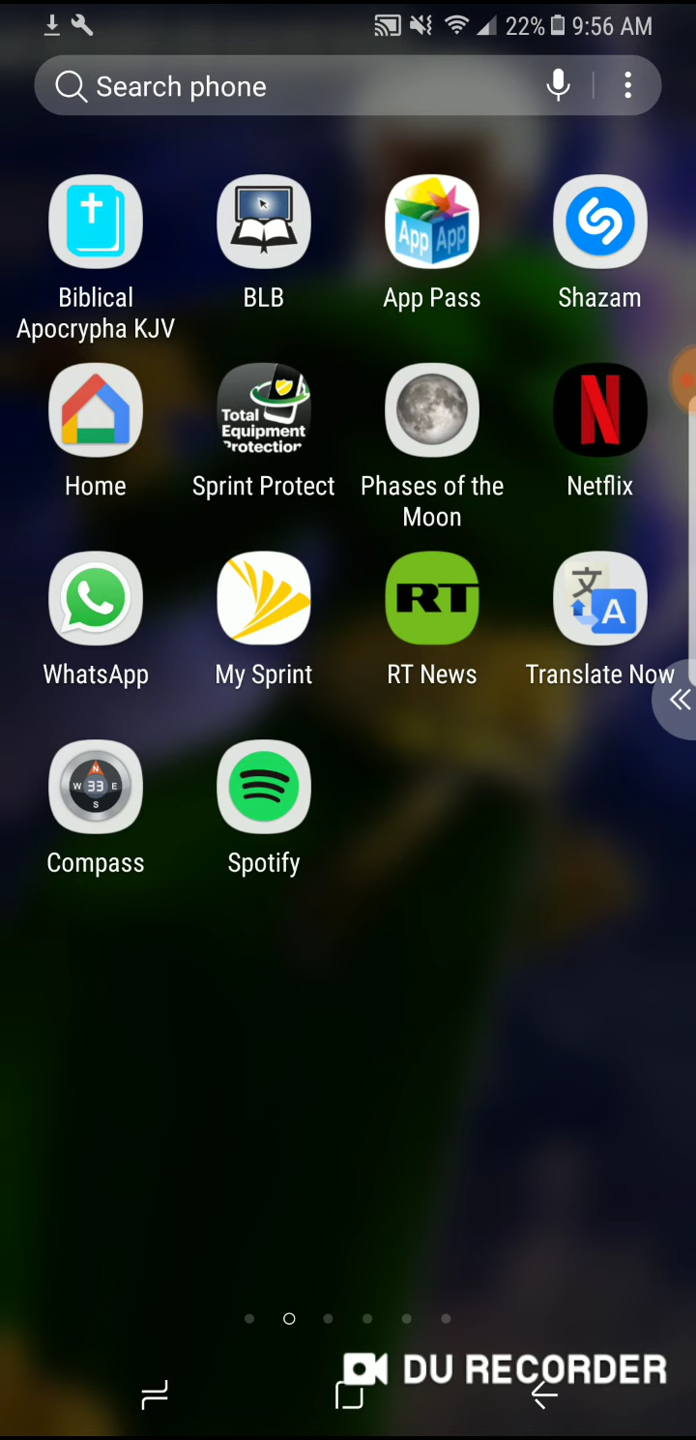 22% 9:56 AM
Search phone
App App
Biblical
Apocrypha KJV
BLB
App Pass
Shazam
Total
Equipment
Protection
N
Home
Sprint Protect
Phases of the
Moon
Netflix
RT
文
A
WhatsApp
My Sprint
RT News
Translate Now
N
W 33 E
S
Compass
Spotify
DU RECORDER